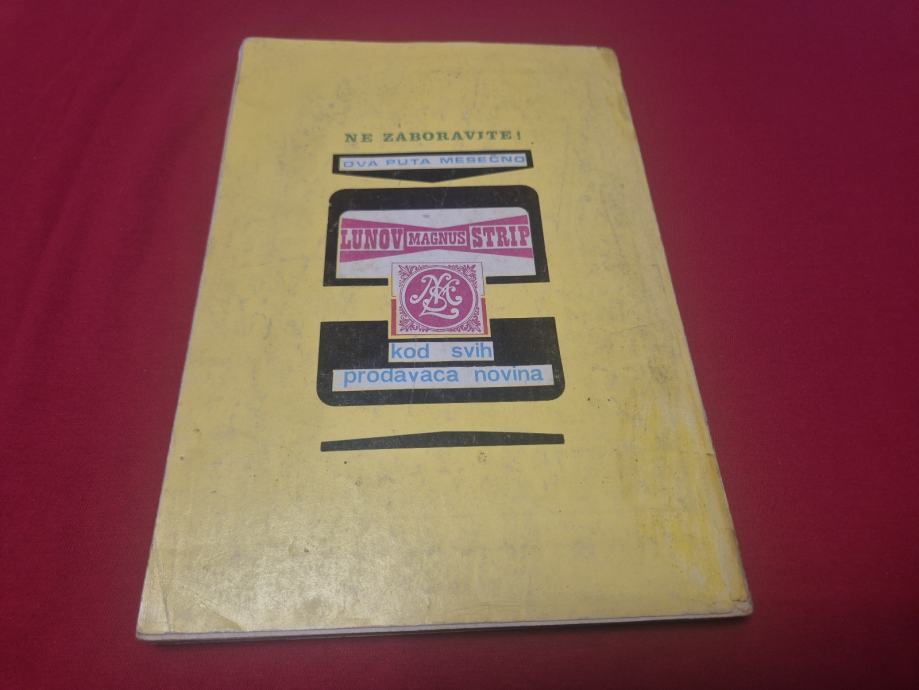 NE ZABORAVITE!
DVA PUTA MESEČNO
LUNOV MAGNUS STRIP
kod svih
prodavaca novina